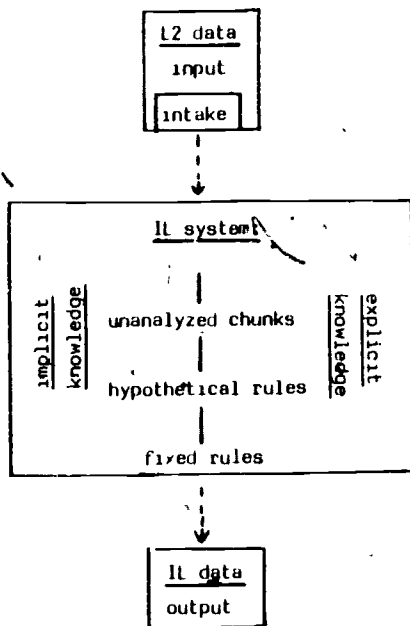 L2 data
input
intake
IL system
implicit
knowledge
unanalyzed chunks
hypothetical rules
fixed rules
explicit
knowledge
IL data
output